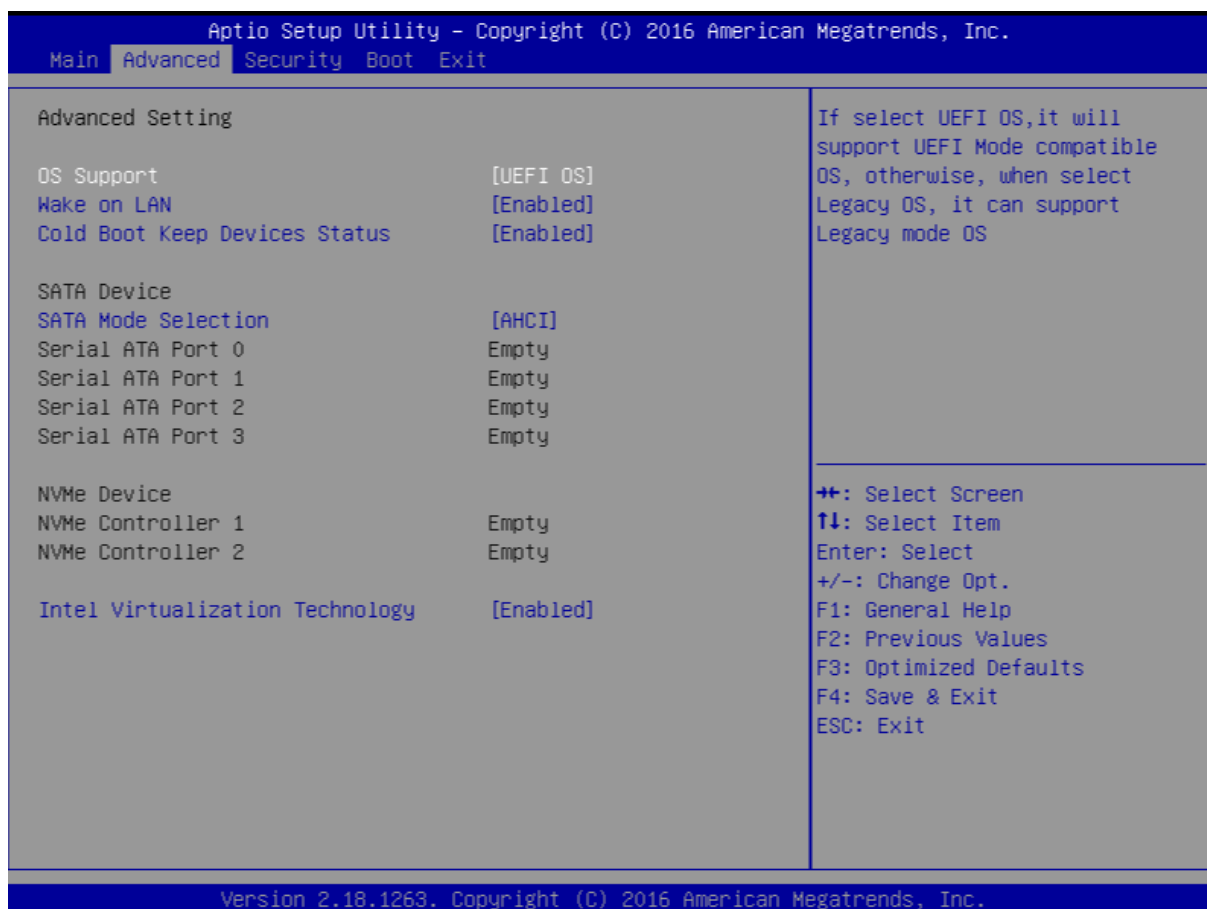 Aptio Setup Utility – Copyright (C) 2016 American Megatrends, Inc.
Main Advanced Security Boot Exit
Advanced Setting
OS Support [UEFI OS]
Wake on LAN [Enabled]
Cold Boot Keep Devices Status [Enabled]
SATA Device
SATA Mode Selection [AHCI]
Serial ATA Port 0 Empty
Serial ATA Port 1 Empty
Serial ATA Port 2 Empty
Serial ATA Port 3 Empty
NVMe Device
NVMe Controller 1 Empty
NVMe Controller 2 Empty
Intel Virtualization Technology [Enabled]
If select UEFI OS,it will
support UEFI Mode compatible
OS, otherwise, when select
Legacy OS, it can support
Legacy mode OS
→←: Select Screen
↑↓: Select Item
Enter: Select
+/-: Change Opt.
F1: General Help
F2: Previous Values
F3: Optimized Defaults
F4: Save & Exit
ESC: Exit
Version 2.18.1263. Copyright (C) 2016 American Megatrends, Inc.